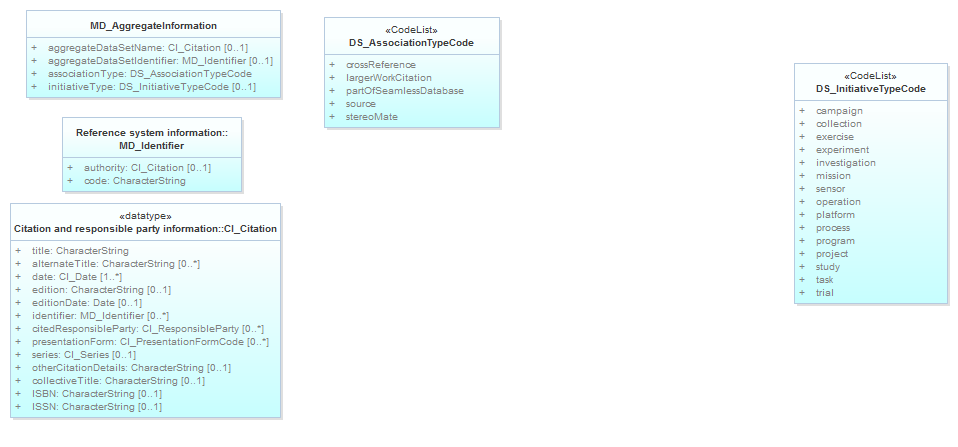 MD_AggregateInformation
+ aggregateDataSetName: CI_Citation [0..1]
+ aggregateDataSetIdentifier: MD_Identifier [0..1]
+ associationType: DS_AssociationTypeCode
+ initiativeType: DS_InitiativeTypeCode [0..1]
Reference system information::
MD_Identifier
+ authority: CI_Citation [0..1]
+ code: CharacterString
«datatype»
Citation and responsible party information::CI_Citation
+ title: CharacterString
+ alternateTitle: CharacterString [0..*]
+ date: CI_Date [1..*]
+ edition: CharacterString [0..1]
+ editionDate: Date [0..1]
+ identifier: MD_Identifier [0..*]
+ citedResponsibleParty: CI_ResponsibleParty [0..*]
+ presentationForm: CI_PresentationFormCode [0..*]
+ series: CI_Series [0..1]
+ otherCitationDetails: CharacterString [0..1]
+ collectiveTitle: CharacterString [0..1]
+ ISBN: CharacterString [0..1]
+ ISSN: CharacterString [0..1]
«CodeList»
DS_AssociationTypeCode
+ crossReference
+ largerWorkCitation
+ partOfSeamlessDatabase
+ source
+ stereoMate
«CodeList»
DS_InitiativeTypeCode
+ campaign
+ collection
+ exercise
+ experiment
+ investigation
+ mission
+ sensor
+ operation
+ platform
+ process
+ program
+ project
+ study
+ task
+ trial